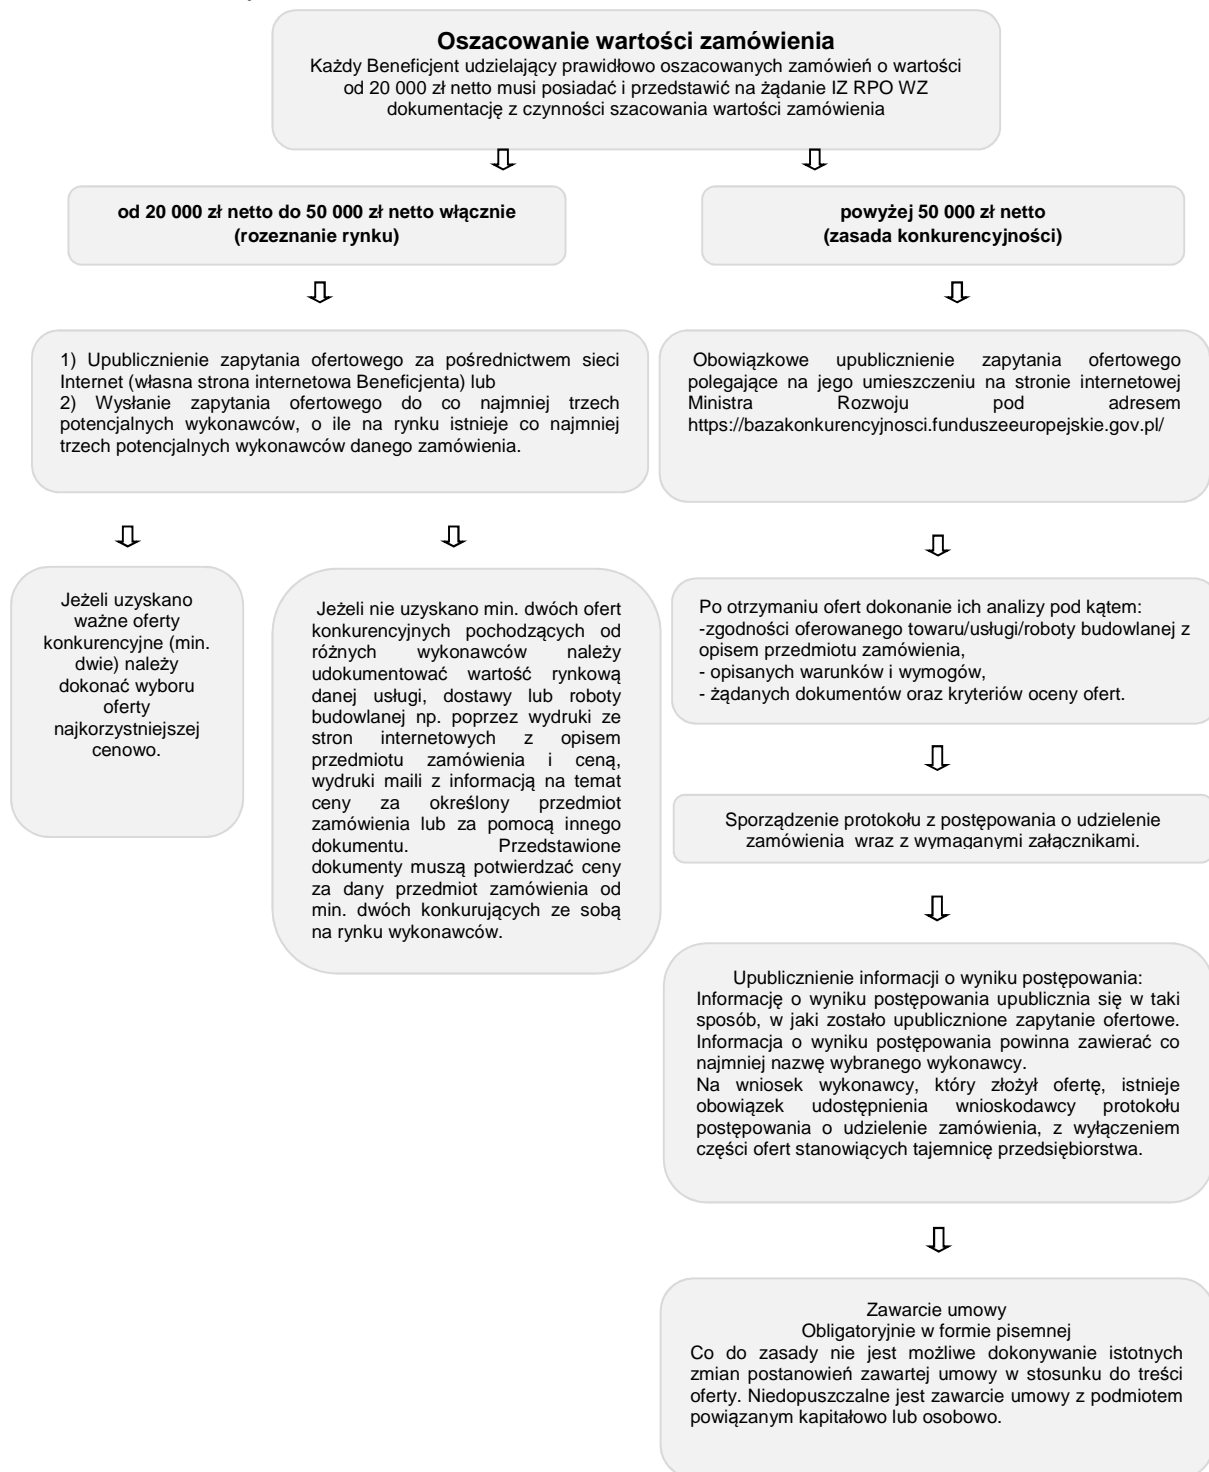 Oszacowanie wartości zamówienia
Każdy Beneficjent udzielający prawidłowo oszacowanych zamówień o wartości
od 20 000 zł netto musi posiadać i przedstawić na żądanie IZ RPO WZ
dokumentację z czynności szacowania wartości zamówienia
od 20 000 zł netto do 50 000 zł netto włącznie
(rozeznanie rynku)
powyżej 50 000 zł netto
(zasada konkurencyjności)
1) Upublicznienie zapytania ofertowego za pośrednictwem sieci
Internet (własna strona internetowa Beneficjenta) lub
2) Wysłanie zapytania ofertowego do co najmniej trzech
potencjalnych wykonawców, o ile na rynku istnieje co najmniej
trzech potencjalnych wykonawców danego zamówienia.
Obowiązkowe upublicznienie zapytania ofertowego
polegające na jego umieszczeniu na stronie internetowej
Ministra Rozwoju pod adresem
https://bazakonkurencyjnosci.funduszeeuropejskie.gov.pl/
Jeżeli uzyskano
ważne oferty
konkurencyjne (min.
dwie) należy
dokonać wyboru
oferty
najkorzystniejszej
cenowo.
Jeżeli nie uzyskano min. dwóch ofert
konkurencyjnych pochodzących od
różnych wykonawców należy
udokumentować wartość rynkową
danej usługi, dostawy lub roboty
budowlanej np. poprzez wydruki ze
stron internetowych z opisem
przedmiotu zamówienia i ceną,
wydruki maili z informacją na temat
ceny za określony przedmiot
zamówienia lub za pomocą innego
dokumentu. Przedstawione
dokumenty muszą potwierdzać ceny
za dany przedmiot zamówienia od
min. dwóch konkurujących ze sobą
na rynku wykonawców.
Po otrzymaniu ofert dokonanie ich analizy pod kątem:
-zgodności oferowanego towaru/usługi/roboty budowlanej z
opisem przedmiotu zamówienia,
- opisanych warunków i wymogów,
- żądanych dokumentów oraz kryteriów oceny ofert.
Sporządzenie protokołu z postępowania o udzielenie
zamówienia wraz z wymaganymi załącznikami.
Upublicznienie informacji o wyniku postępowania:
Informację o wyniku postępowania upublicznia się w taki
sposób, w jaki zostało upublicznione zapytanie ofertowe.
Informacja o wyniku postępowania powinna zawierać co
najmniej nazwę wybranego wykonawcy.
Na wniosek wykonawcy, który złożył ofertę, istnieje
obowiązek udostępnienia wnioskodawcy protokołu
postępowania o udzielenie zamówienia, z wyłączeniem
części ofert stanowiących tajemnicę przedsiębiorstwa.
Zawarcie umowy
Obligatoryjnie w formie pisemnej
Co do zasady nie jest możliwe dokonywanie istotnych
zmian postanowień zawartej umowy w stosunku do treści
oferty. Niedopuszczalne jest zawarcie umowy z podmiotem
powiązanym kapitałowo lub osobowo.